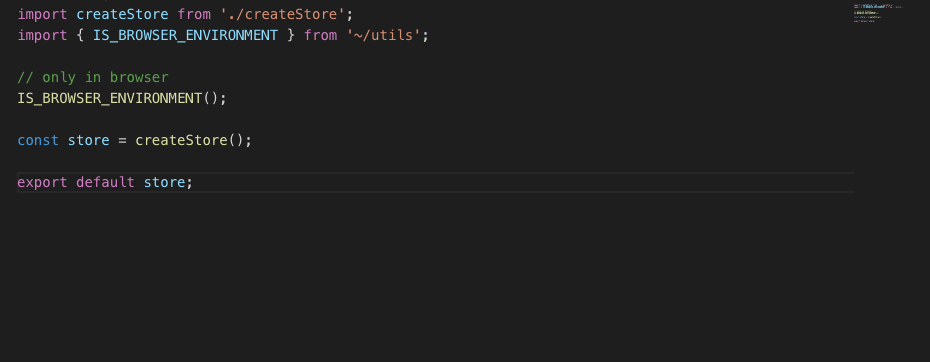 import createStore from './createStore';
import { IS_BROWSER_ENVIRONMENT } from '~/utils';
// only in browser
IS_BROWSER_ENVIRONMENT();
const store = createStore();
export default store;